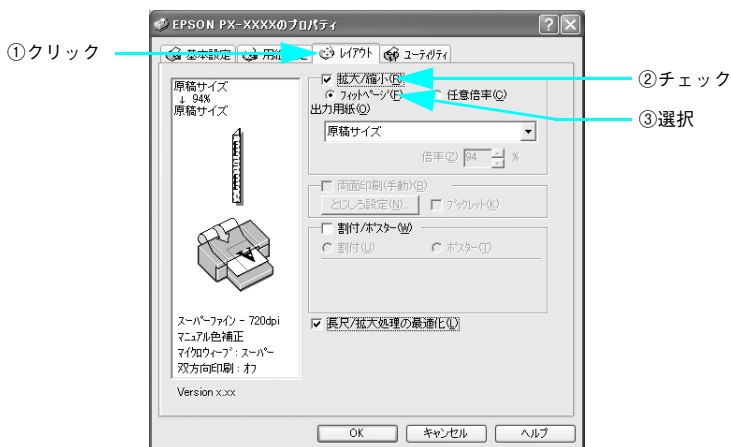 EPSON PX-XXXXのプロパティ
①クリック
基本設定
レイアウト
ユーティリティ
原稿サイズ
↓ 94%
原稿サイズ
拡大/縮小(R)
②チェック
フィットページ(F)
任意倍率(C)
③選択
出力用紙(O)
原稿サイズ
倍率(Z) 94 %
両面印刷(手動)(B)
とじしろ設定(N)...
ブックレット(K)
割付/ポスター(W)
割付(U)
ポスター(T)
スーパーファイン - 720dpi
マニュアル色補正
マイクロウィーブ : スーパー
双方向印刷 : オフ
長尺/拡大処理の最適化(L)
Version x.xx
OK
キャンセル
ヘルプ